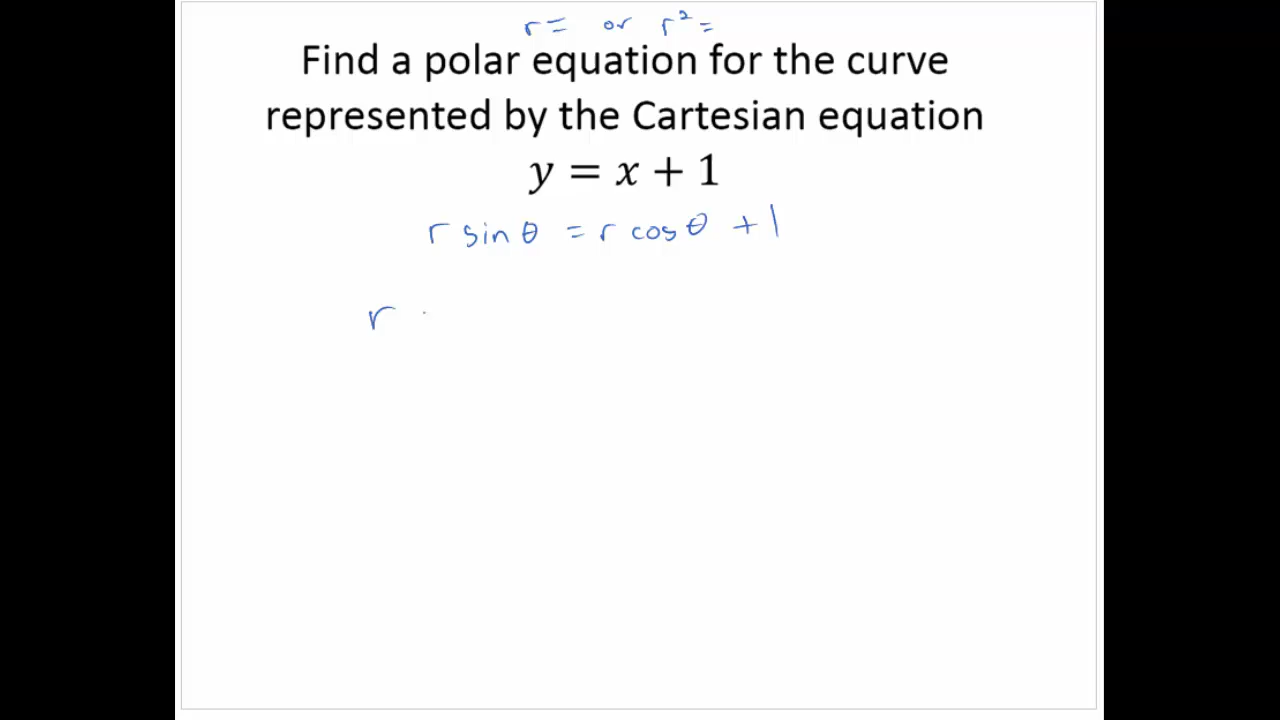 r= or r²=
Find a polar equation for the curve
represented by the Cartesian equation
y = x + 1
r sin θ = r cos θ + 1
r